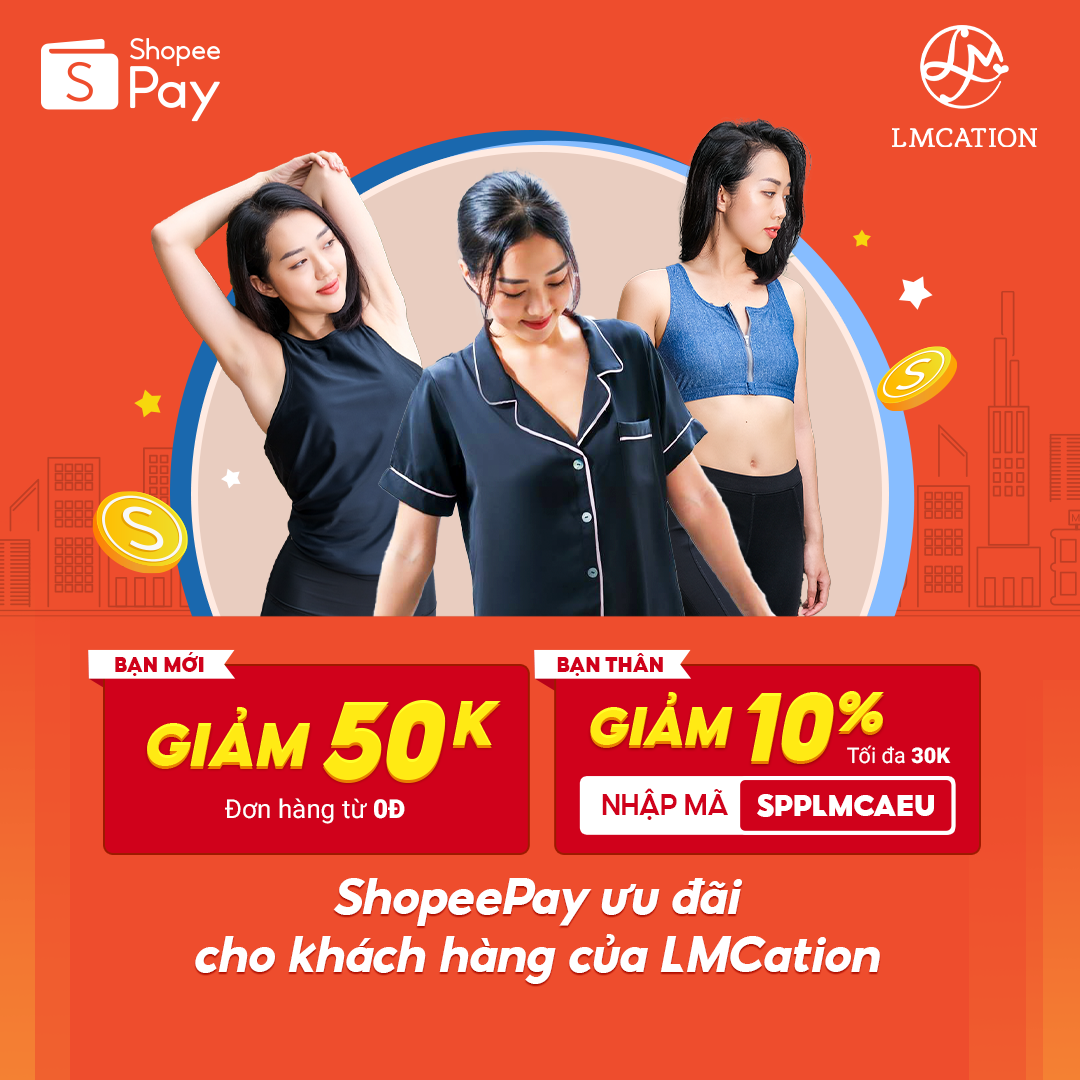 Shopee
Pay
S
LM
LMCATION
S
S
BẠN MỚI
GIẢM 50K
Đơn hàng từ 0Đ
BẠN THÂN
GIẢM 10%
Tối đa 30K
NHẬP MÃ SPPLMCAEU
ShopeePay ưu đãi
cho khách hàng của LMCation